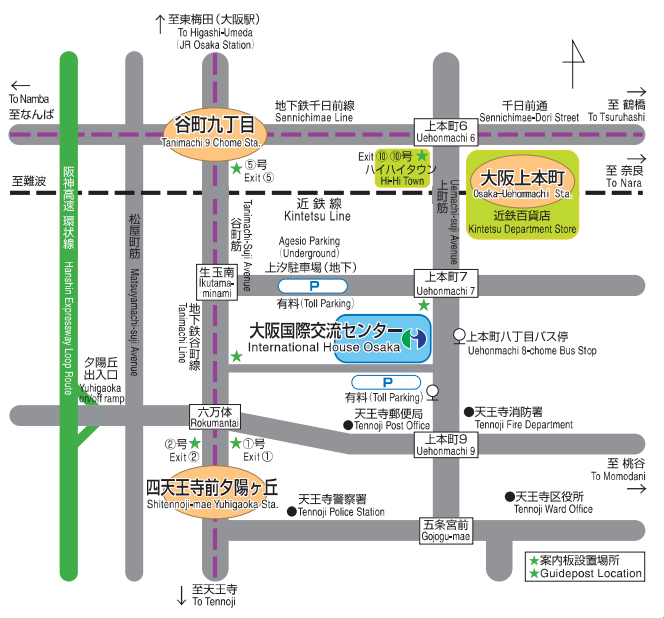 至東梅田（大阪駅）
To Higashi-Umeda
(JR Osaka Station)
To Namba
至なんば
谷町九丁目
Tanimachi 9 Chome Sta.
地下鉄千日前線
Sennichimae Line
上本町6
Uehonmachi 6
千日前通
Sennichimae-Dori Street
至 鶴橋
To Tsuruhashi
⑤号
Exit ⑤
Exit ⑩ ⑩号
ハイハイタウン
Hi-Hi Town
大阪上本町
Osaka-Uehonmachi Sta.
近鉄百貨店
Kintetsu Department Store
至 奈良
To Nara
至難波
近鉄線
Kintetsu Line
阪神高速 環状線
Hanshin Expressway Loop Route
松屋町筋
Matsuyamachi-suji Avenue
谷町筋
Tanimachi-Suji Avenue
上町筋
Uemachi-suji Avenue
Agesio Parking
(Underground)
上汐駐車場（地下）
P
有料(Toll Parking)
生玉南
Ikutama-
minami
上本町7
Uehonmachi 7
地下鉄谷町線
Tanimachi Line
大阪国際交流センター
International House Osaka
上本町八丁目バス停
Uehonmachi 8-chome Bus Stop
夕陽丘
出入口
Yuhigaoka
on/off ramp
P
有料(Toll Parking)
六万体
Rokumantai
天王寺郵便局
Tennoji Post Office
天王寺消防署
Tennoji Fire Department
②号
Exit ②
①号
Exit ①
上本町9
Uehonmachi 9
至 桃谷
To Momodani
四天王寺前夕陽ヶ丘
Shitennoji-mae Yuhigaoka Sta.
天王寺警察署
Tennoji Police Station
天王寺区役所
Tennoji Ward Office
五条宮前
Gojogu-mae
★案内板設置場所
★Guidepost Location
至天王寺
To Tennoji